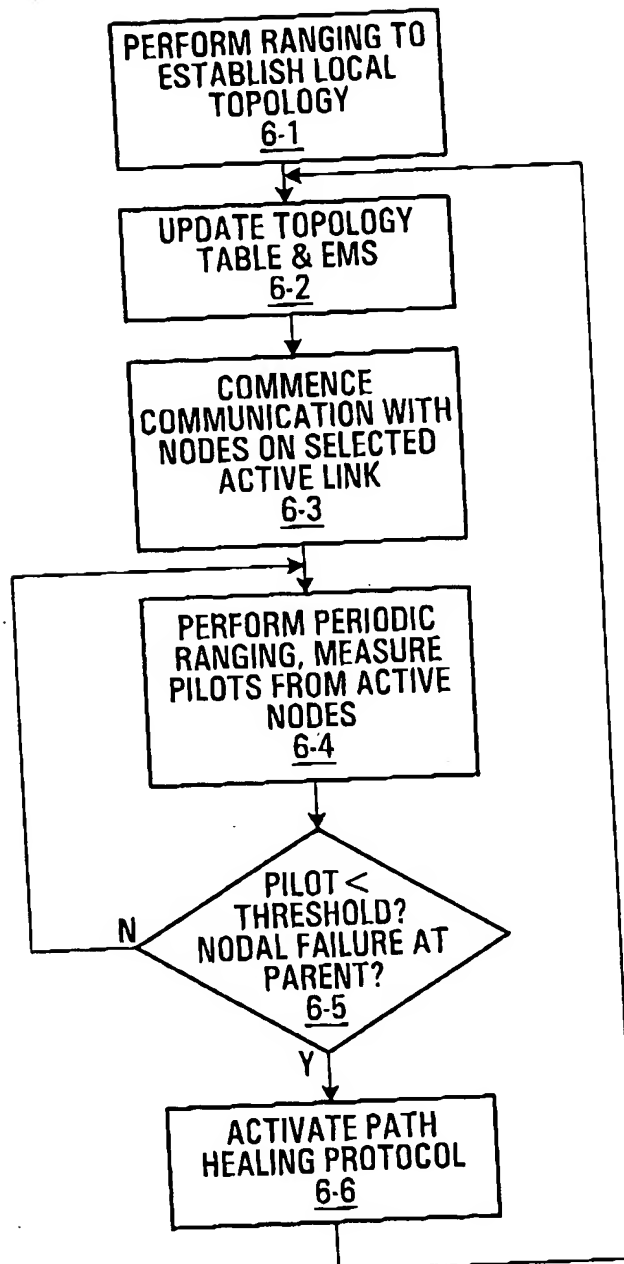 PERFORM RANGING TO
ESTABLISH LOCAL
TOPOLOGY
6-1
UPDATE TOPOLOGY
TABLE & EMS
6-2
COMMENCE
COMMUNICATION WITH
NODES ON SELECTED
ACTIVE LINK
6-3
PERFORM PERIODIC
RANGING, MEASURE
PILOTS FROM ACTIVE
NODES
6-4
PILOT <
THRESHOLD?
NODAL FAILURE AT
PARENT?
6-5
N
Y
ACTIVATE PATH
HEALING PROTOCOL
6-6